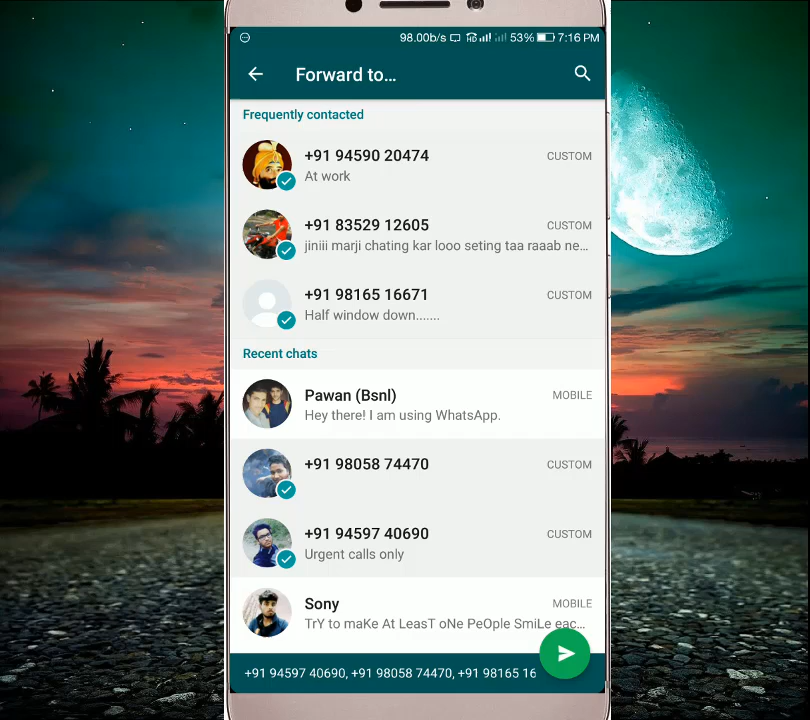 98.00b/s 53% 7:16 PM
Forward to...
Frequently contacted
+91 94590 20474 CUSTOM
At work
+91 83529 12605 CUSTOM
jiniii marji chating kar looo seting taa raaab ne...
+91 98165 16671 CUSTOM
Half window down.......
Recent chats
Pawan (Bsnl) MOBILE
Hey there! I am using WhatsApp.
+91 98058 74470 CUSTOM
+91 94597 40690 CUSTOM
Urgent calls only
Sony MOBILE
TrY to maKe At LeasT oNe PeOple SmiLe eac...
+91 94597 40690, +91 98058 74470, +91 98165 16